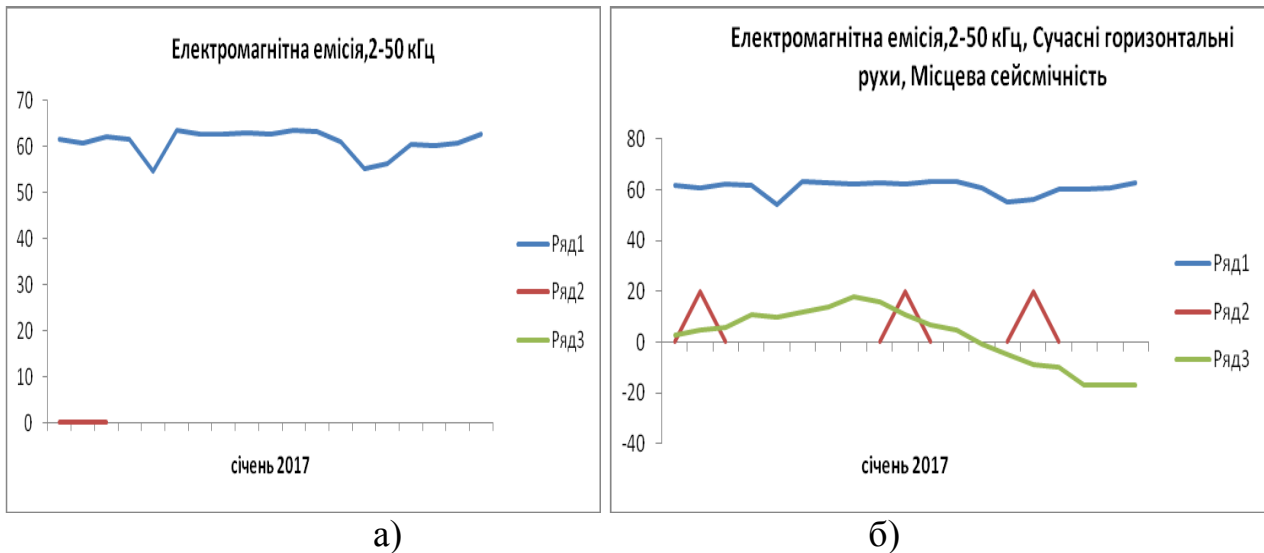 Електромагнітна емісія,2-50 кГц
70
60
50
40
30
20
10
0
Ряд1
Ряд2
Ряд3
січень 2017
Електромагнітна емісія,2-50 кГц, Сучасні горизонтальні
рухи, Місцева сейсмічність
80
60
40
20
0
-20
-40
Ряд1
Ряд2
Ряд3
січень 2017
а)
б)